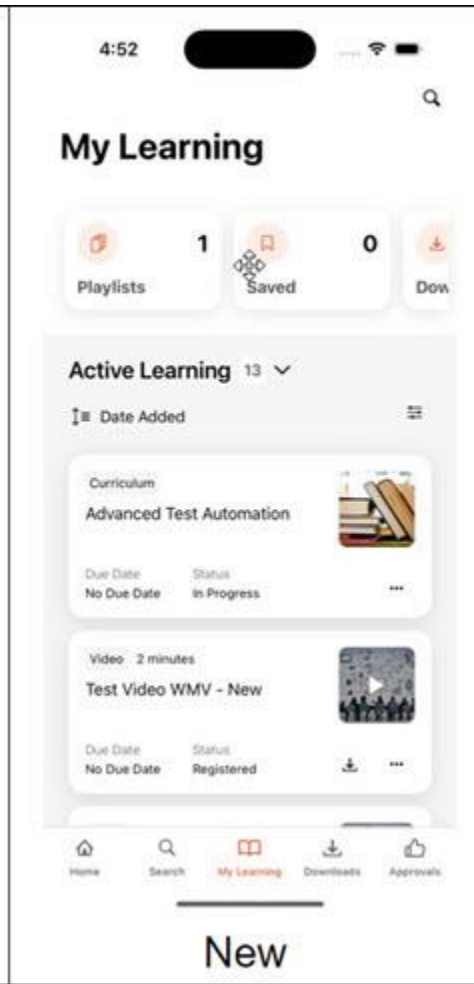 4:52
My Learning
1
0
Playlists
Saved
Dow
Active Learning 13
Date Added
Curriculum
Advanced Test Automation
Due Date Status
No Due Date In Progress
Video 2 minutes
Test Video WMV - New
Due Date Status
No Due Date Registered
Home Search My Learning Downloads Approvals
New